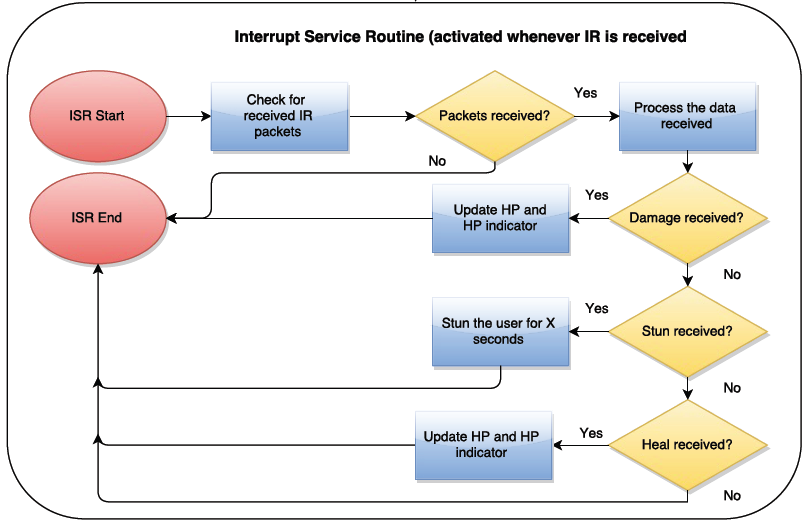 Interrupt Service Routine (activated whenever IR is received
ISR Start
Check for
received IR
packets
Packets received?
Yes
Process the data
received
No
ISR End
Update HP and
HP indicator
Yes
Damage received?
No
Stun the user for X
seconds
Yes
Stun received?
No
Update HP and HP
indicator
Yes
Heal received?
No